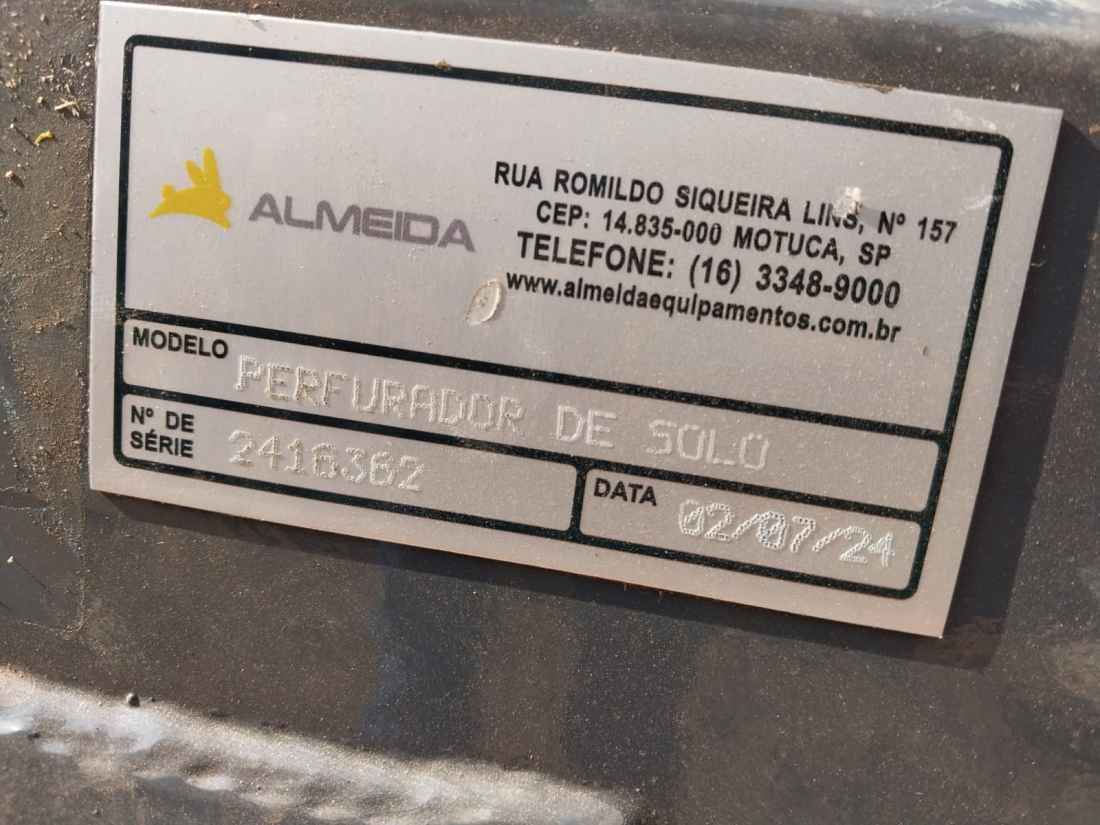 ALMEIDA
RUA ROMILDO SIQUEIRA LINS, Nº 157
CEP: 14.835-000 MOTUCA, SP
TELEFONE: (16) 3348-9000
www.almeidaequipamentos.com.br
MODELO PERFURADOR DE SOLO
Nº DE
SÉRIE 2416362
DATA 02/07/24